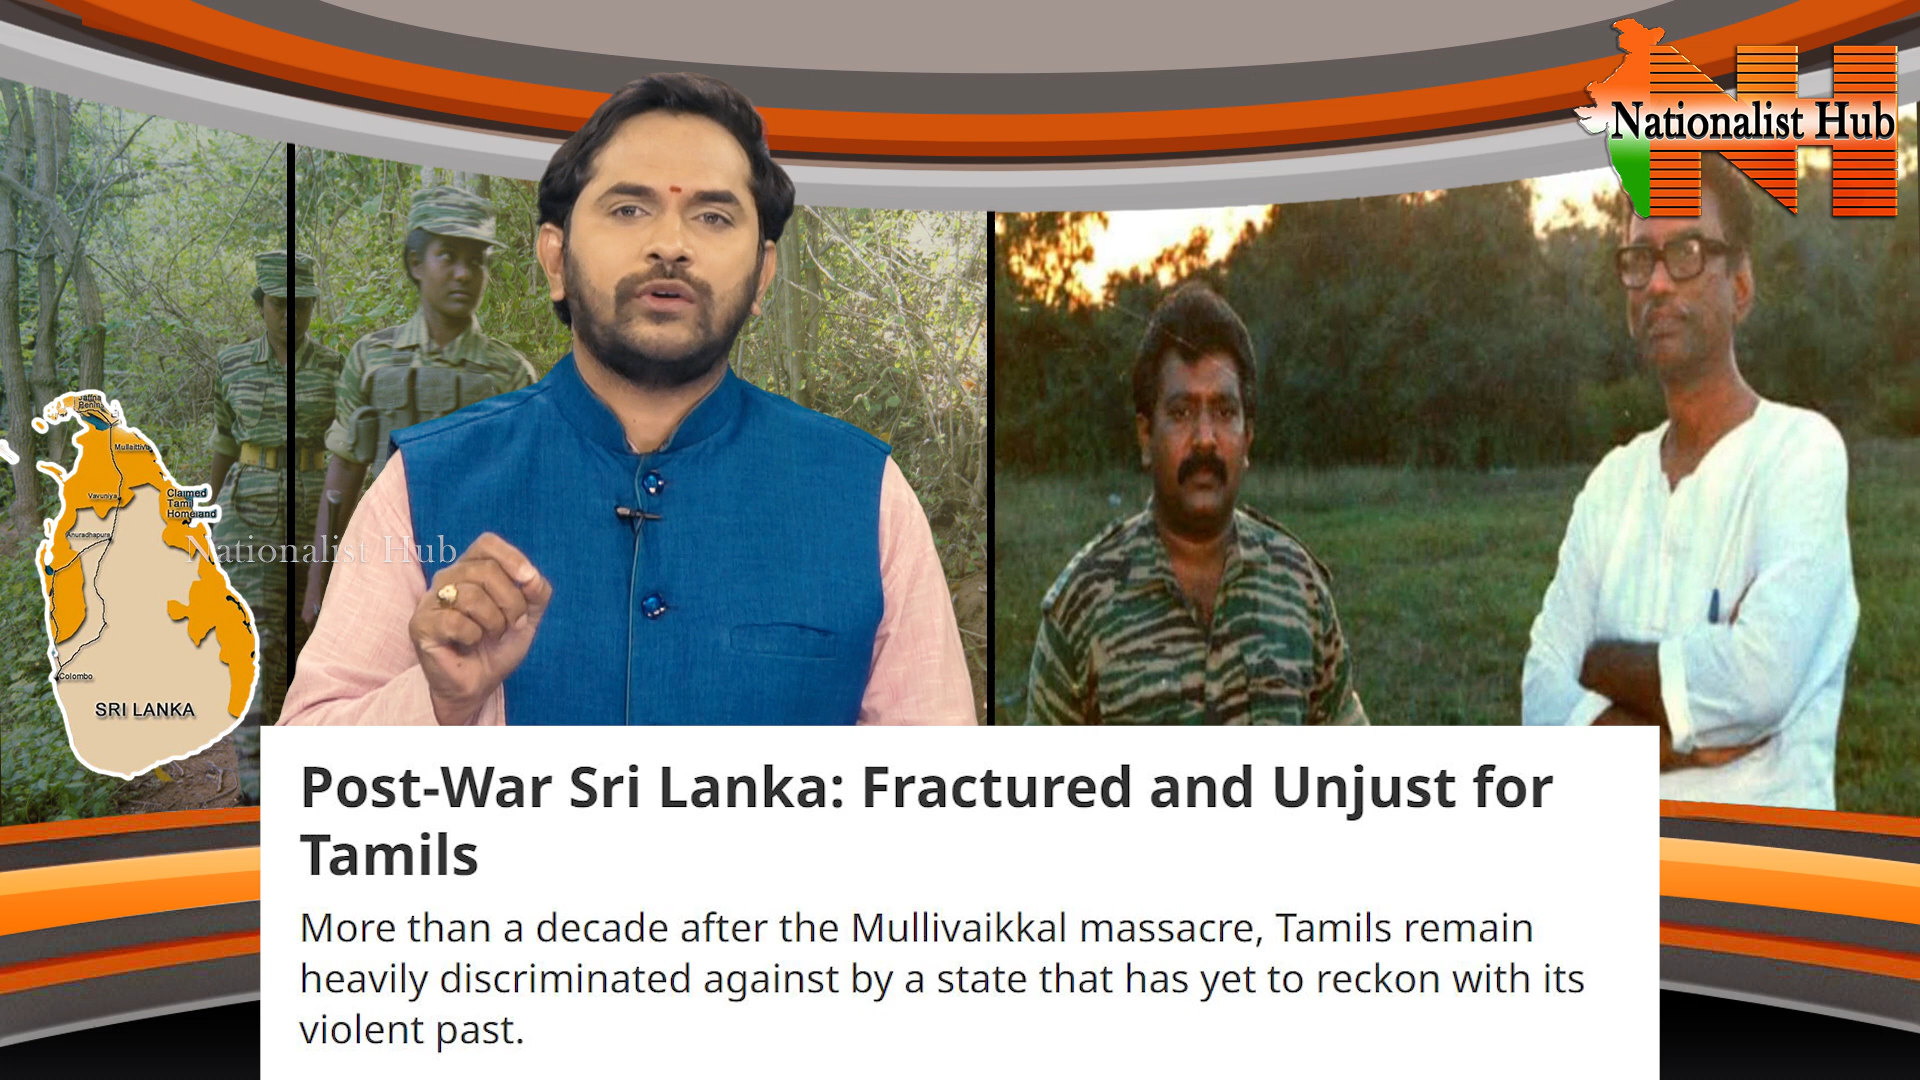 Nationalist Hub
Jaffna
Mullaittivu
Vavuniya
Claimed
Tamil
Homeland
Anuradhapura
Nationalist Hub
Colombo
SRI LANKA
Post-War Sri Lanka: Fractured and Unjust for
Tamils
More than a decade after the Mullivaikkal massacre, Tamils remain
heavily discriminated against by a state that has yet to reckon with its
violent past.